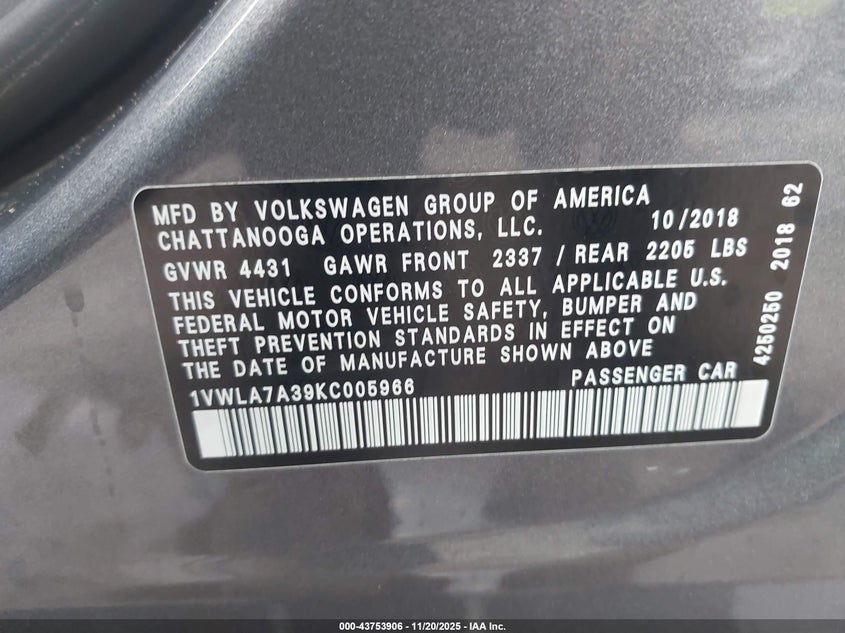 MFD BY VOLKSWAGEN GROUP OF AMERICA
CHATTANOOGA OPERATIONS, LLC. 10/2018
GVWR 4431 GAWR FRONT 2337 / REAR 2205 LBS
THIS VEHICLE CONFORMS TO ALL APPLICABLE U.S.
FEDERAL MOTOR VEHICLE SAFETY, BUMPER AND
THEFT PREVENTION STANDARDS IN EFFECT ON
THE DATE OF MANUFACTURE SHOWN ABOVE
1VWLA7A39KC005966 PASSENGER CAR
4250250 2018 62
000-43753906 - 11/20/2025 - IAA Inc.